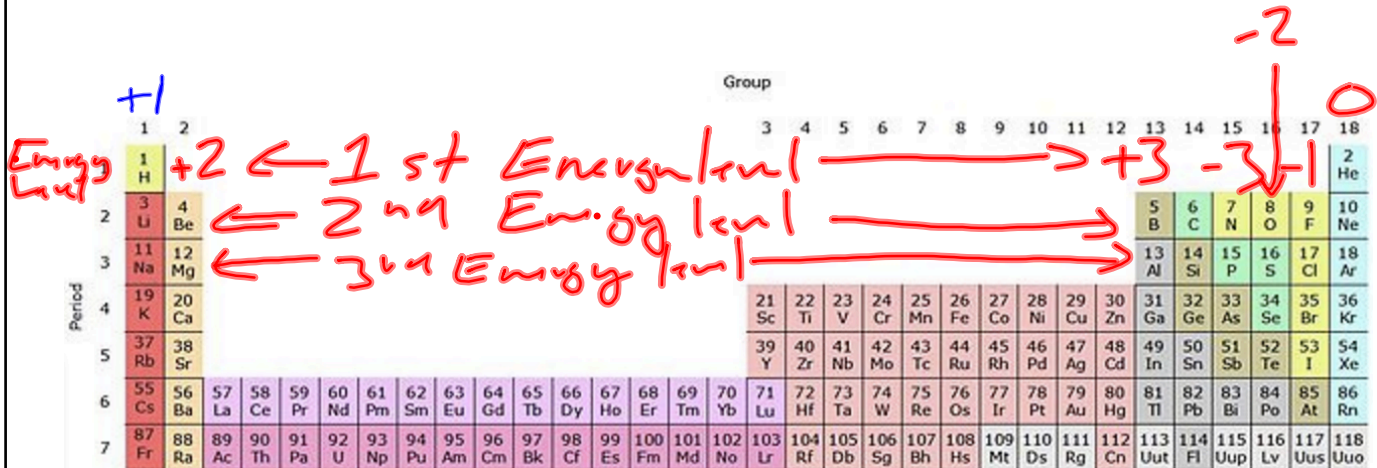 -2
Group
+1 0
1 2 3 4 5 6 7 8 9 10 11 12 13 14 15 16 17 18
Energy Level 1 H +2 ← 1st Energy level → +3 -3 -1 2 He
2 3 Li 4 Be ← 2nd Energy level → 5 B 6 C 7 N 8 O 9 F 10 Ne
3 11 Na 12 Mg ← 3rd Energy level → 13 Al 14 Si 15 P 16 S 17 Cl 18 Ar
Period
4 19 K 20 Ca 21 Sc 22 Ti 23 V 24 Cr 25 Mn 26 Fe 27 Co 28 Ni 29 Cu 30 Zn 31 Ga 32 Ge 33 As 34 Se 35 Br 36 Kr
5 37 Rb 38 Sr 39 Y 40 Zr 41 Nb 42 Mo 43 Tc 44 Ru 45 Rh 46 Pd 47 Ag 48 Cd 49 In 50 Sn 51 Sb 52 Te 53 I 54 Xe
6 55 Cs 56 Ba 57 La 58 Ce 59 Pr 60 Nd 61 Pm 62 Sm 63 Eu 64 Gd 65 Tb 66 Dy 67 Ho 68 Er 69 Tm 70 Yb 71 Lu 72 Hf 73 Ta 74 W 75 Re 76 Os 77 Ir 78 Pt 79 Au 80 Hg 81 Tl 82 Pb 83 Bi 84 Po 85 At 86 Rn
7 87 Fr 88 Ra 89 Ac 90 Th 91 Pa 92 U 93 Np 94 Pu 95 Am 96 Cm 97 Bk 98 Cf 99 Es 100 Fm 101 Md 102 No 103 Lr 104 Rf 105 Db 106 Sg 107 Bh 108 Hs 109 Mt 110 Ds 111 Rg 112 Cn 113 Uut 114 Fl 115 Uup 116 Lv 117 Uus 118 Uuo